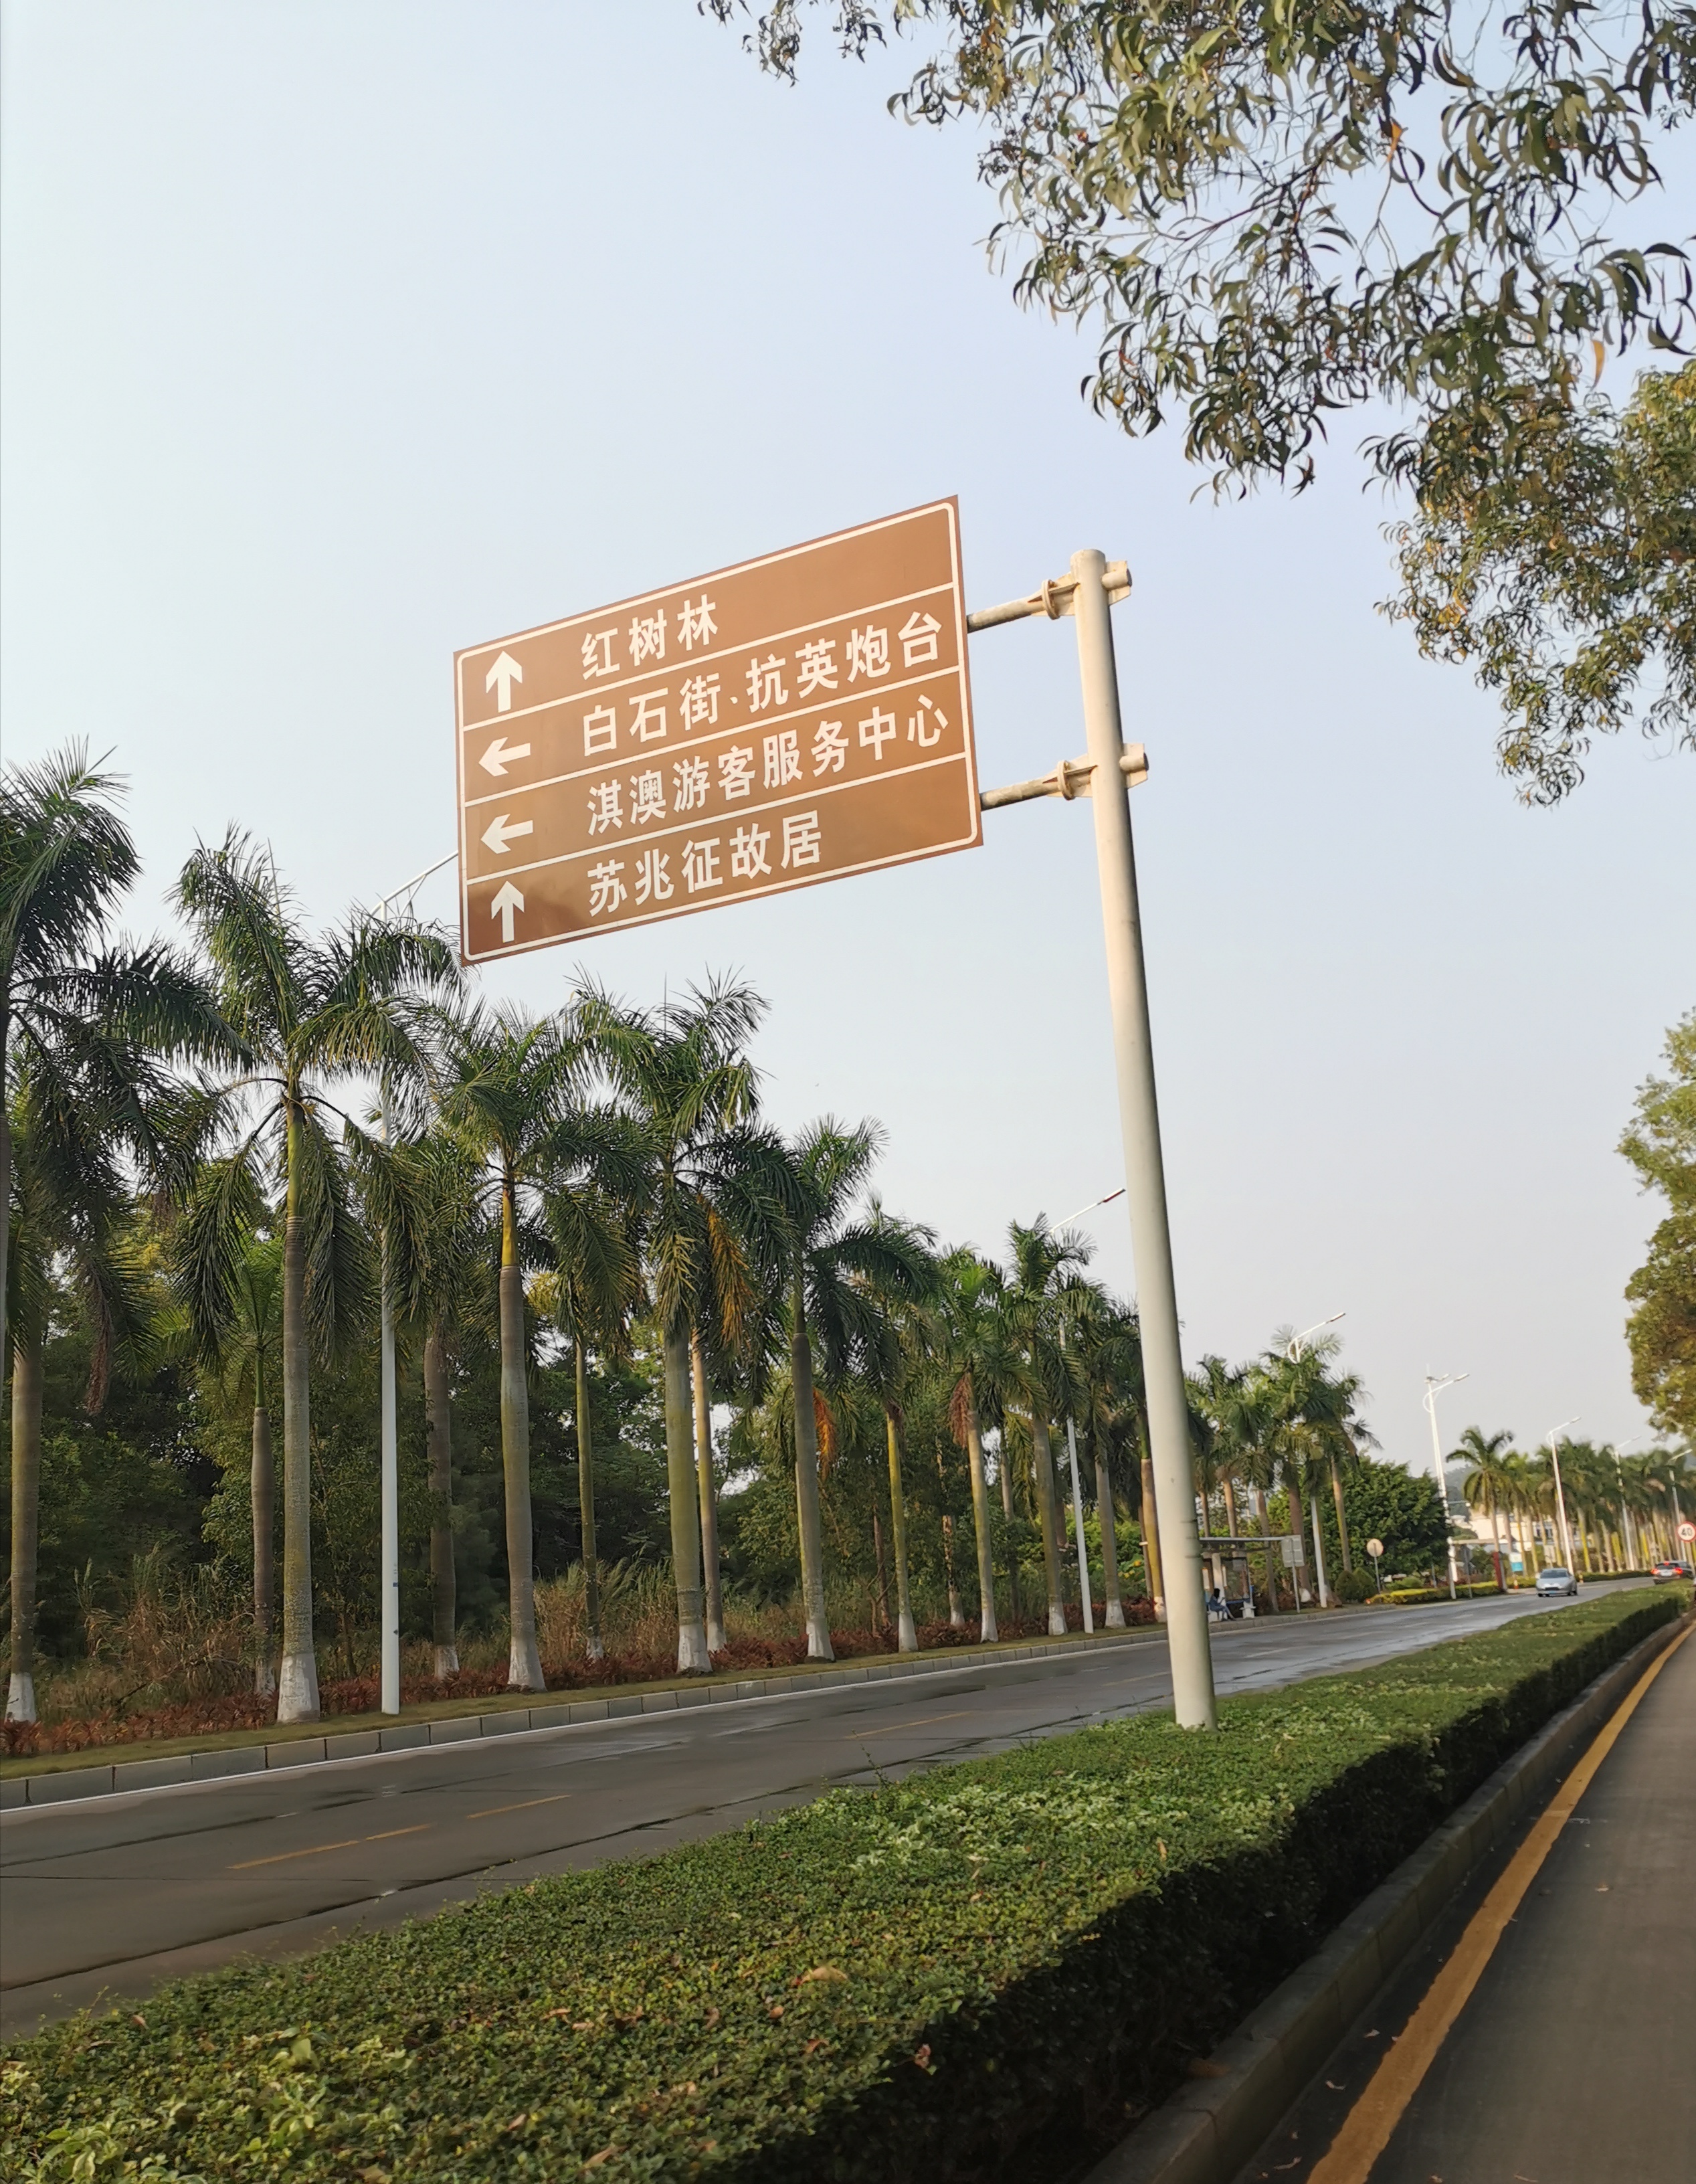 红树林
白石街、抗英炮台
淇澳游客服务中心
苏兆征故居
40